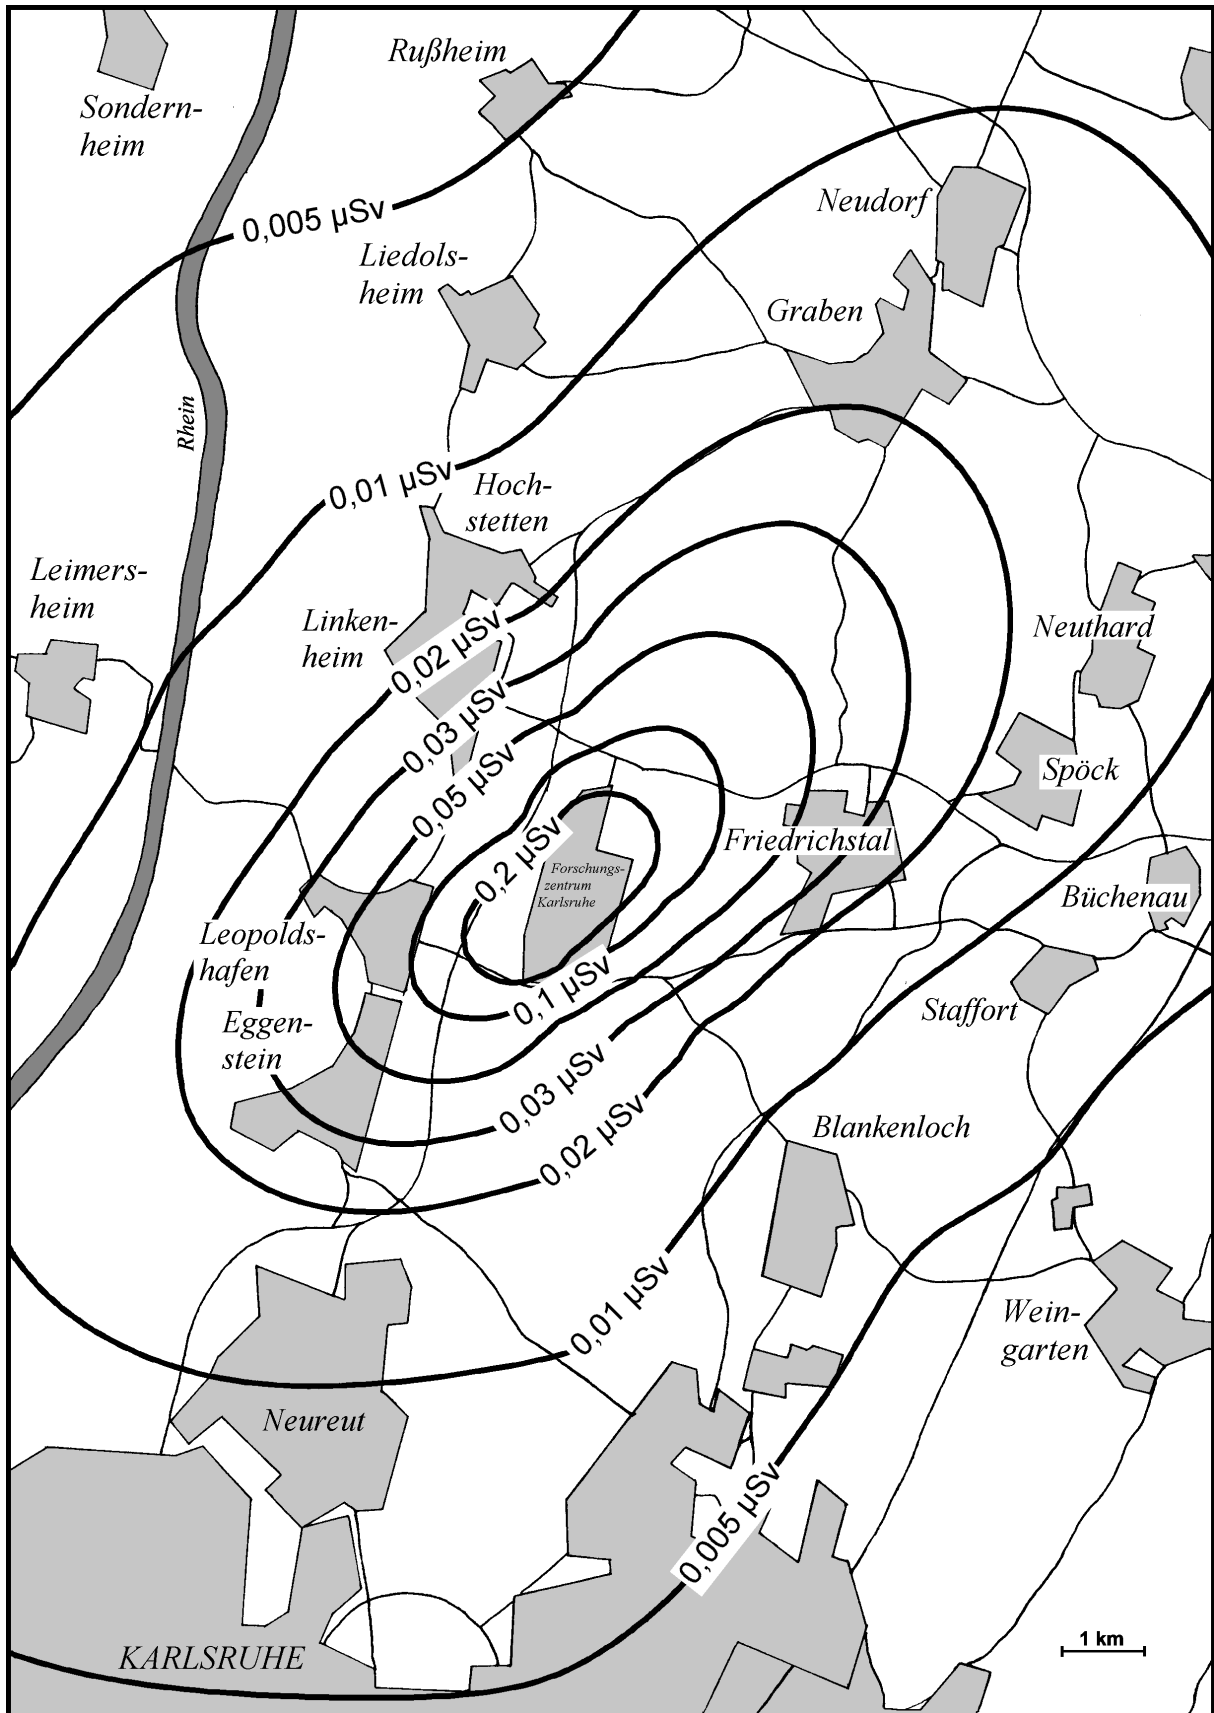 Rußheim
Sondern-
heim
Neudorf
0,005 µSv
Liedols-
heim
Graben
Rhein
0,01 µSv
Hoch-
stetten
Leimers-
heim
Linken-
heim
Neuthard
0,02 µSv
0,03 µSv
0,05 µSv
Spöck
Friedrichstal
0,2 µSv
Forschungs-
zentrum
Karlsruhe
Büchenau
Leopolds-
hafen
0,1 µSv
Staffort
Eggen-
stein
0,03 µSv
0,02 µSv
Blankenloch
0,01 µSv
Wein-
garten
Neureut
0,005 µSv
1 km
KARLSRUHE